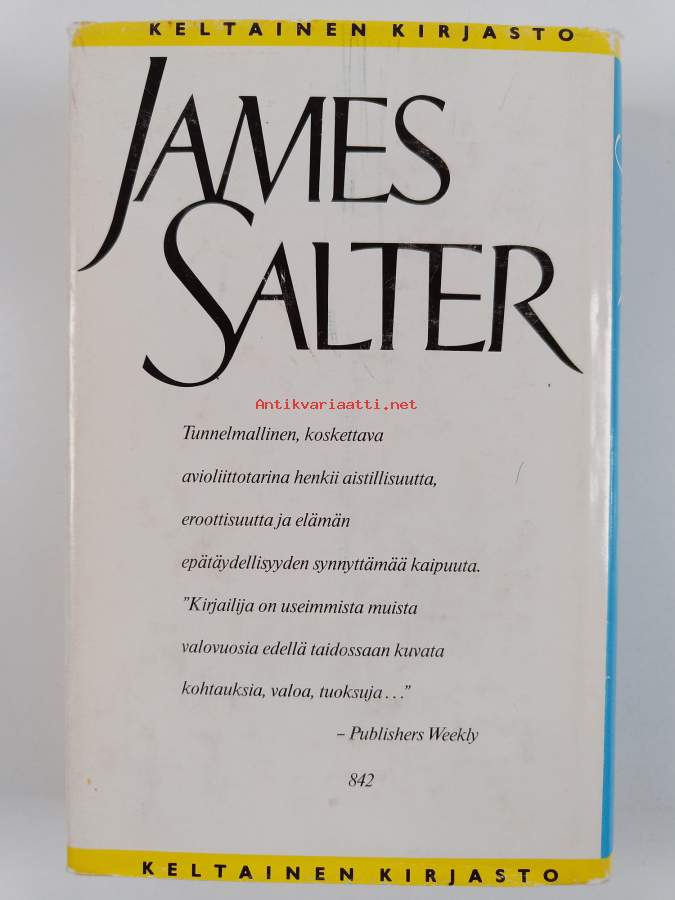 KELTAINEN KIRJASTO
JAMES
SALTER
Antikvariaatti.net
Tunnelmallinen, koskettava
avioliittotarina henkii aistillisuutta,
eroottisuutta ja elämän
epätäydellisyyden synnyttämää kaipuuta.
”Kirjailija on useimmista muista
valovuosia edellä taidossaan kuvata
kohtauksia, valoa, tuoksuja...”
– Publishers Weekly
842
KELTAINEN KIRJASTO